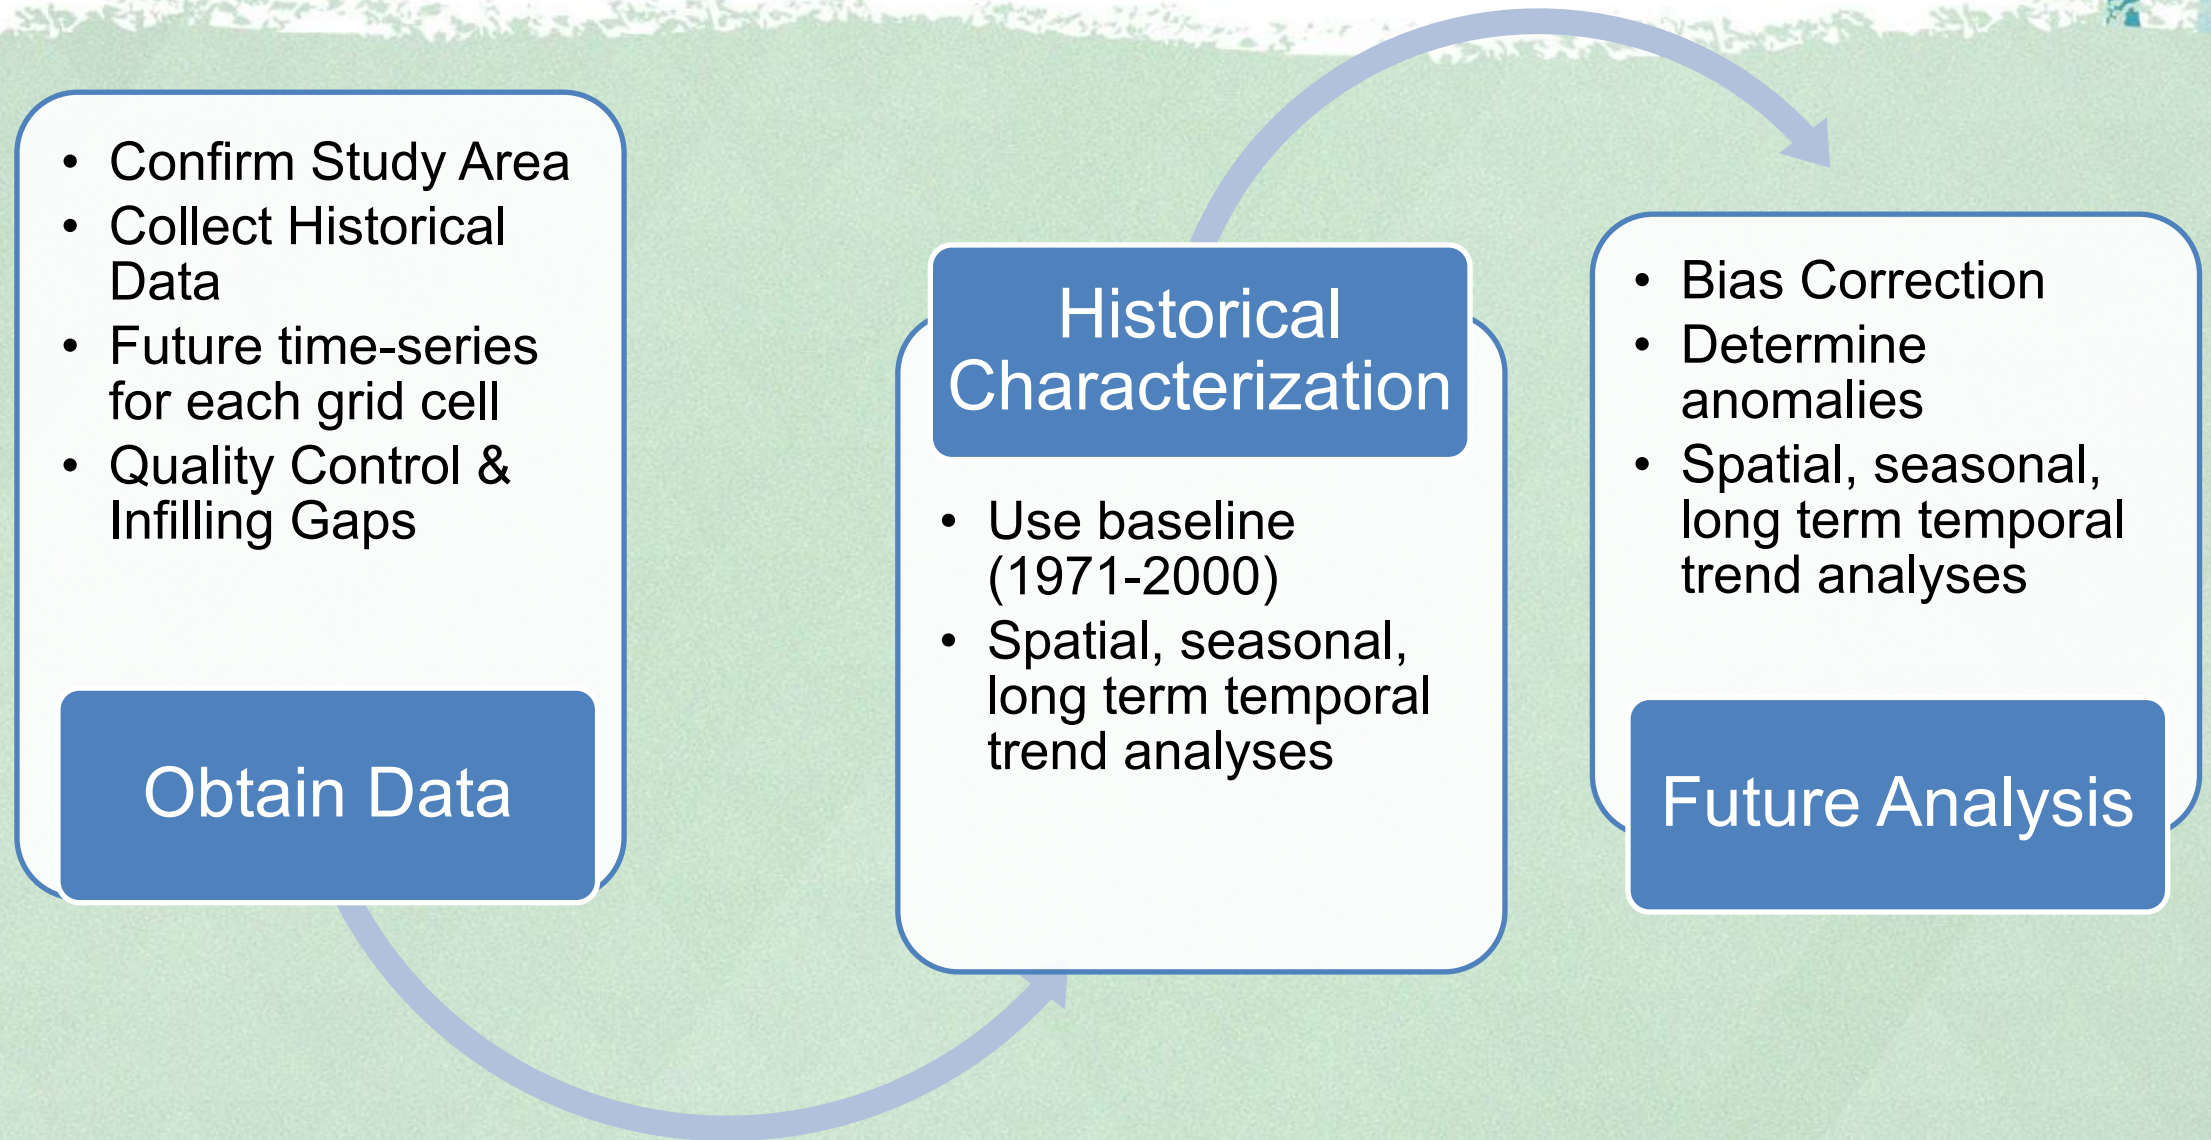 • Confirm Study Area
• Collect Historical
Data
• Future time-series
for each grid cell
• Quality Control &
Infilling Gaps
Obtain Data
Historical
Characterization
• Use baseline
(1971-2000)
• Spatial, seasonal,
long term temporal
trend analyses
• Bias Correction
• Determine
anomalies
• Spatial, seasonal,
long term temporal
trend analyses
Future Analysis